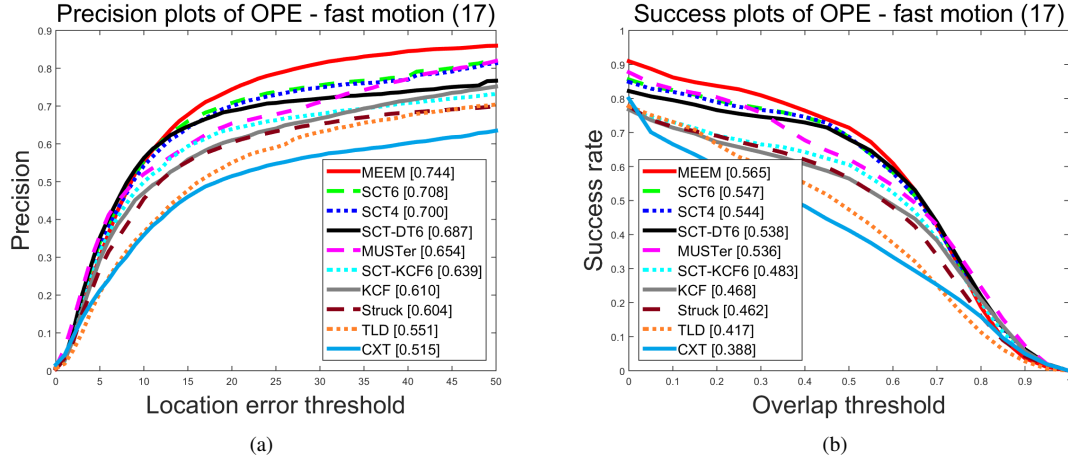 Precision plots of OPE - fast motion (17)
0.9
0.8
0.7
0.6
0.5
0.4
0.3
0.2
0.1
0
Precision
MEEM [0.744]
SCT6 [0.708]
SCT4 [0.700]
SCT-DT6 [0.687]
MUSTer [0.654]
SCT-KCF6 [0.639]
KCF [0.610]
Struck [0.604]
TLD [0.551]
CXT [0.515]
0 5 10 15 20 25 30 35 40 45 50
Location error threshold
(a)
Success plots of OPE - fast motion (17)
1
0.9
0.8
0.7
0.6
0.5
0.4
0.3
0.2
0.1
0
Success rate
MEEM [0.565]
SCT6 [0.547]
SCT4 [0.544]
SCT-DT6 [0.538]
MUSTer [0.536]
SCT-KCF6 [0.483]
KCF [0.468]
Struck [0.462]
TLD [0.417]
CXT [0.388]
0 0.1 0.2 0.3 0.4 0.5 0.6 0.7 0.8 0.9
Overlap threshold
(b)